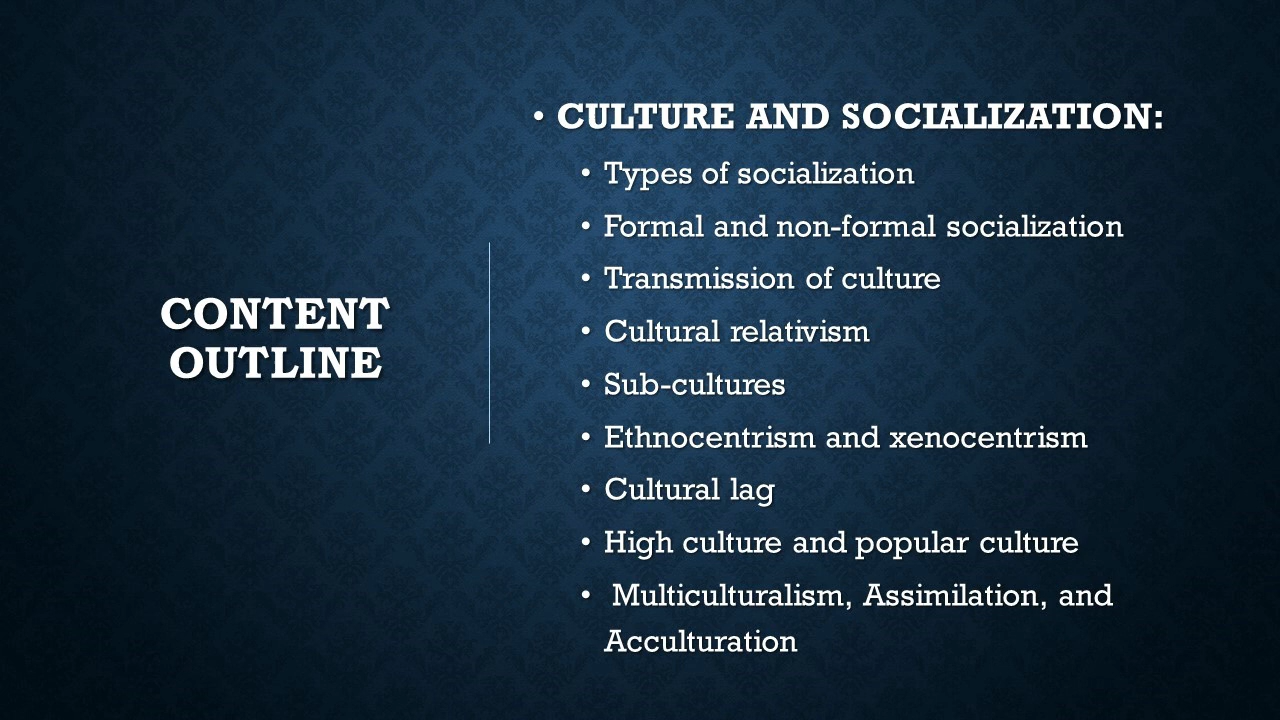 CONTENT
OUTLINE
• CULTURE AND SOCIALIZATION:
• Types of socialization
• Formal and non-formal socialization
• Transmission of culture
• Cultural relativism
• Sub-cultures
• Ethnocentrism and xenocentrism
• Cultural lag
• High culture and popular culture
• Multiculturalism, Assimilation, and
Acculturation